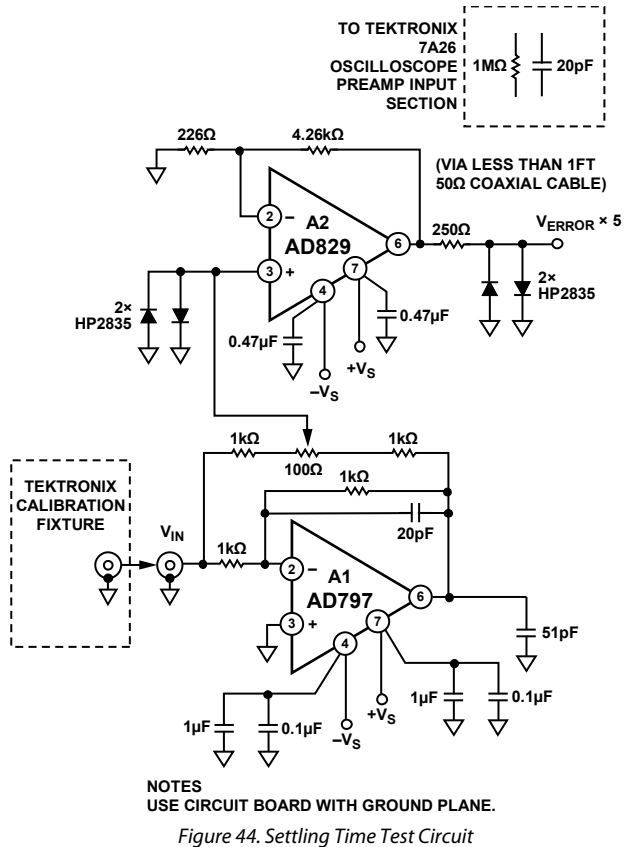 TO TEKTRONIX
7A26
OSCILLOSCOPE
PREAMP INPUT
SECTION
1MΩ
20pF
226Ω
4.26kΩ
(VIA LESS THAN 1FT
50Ω COAXIAL CABLE)
2
–
A2
AD829
6
250Ω
VERROR × 5
3
+
7
4
2×
HP2835
2×
HP2835
0.47µF
0.47µF
+VS
–VS
1kΩ
1kΩ
100Ω
1kΩ
TEKTRONIX
CALIBRATION
FIXTURE
VIN
20pF
1kΩ
2
–
A1
AD797
6
3
+
7
4
51pF
1µF
0.1µF
+VS
–VS
1µF
0.1µF
NOTES
USE CIRCUIT BOARD WITH GROUND PLANE.
Figure 44. Settling Time Test Circuit